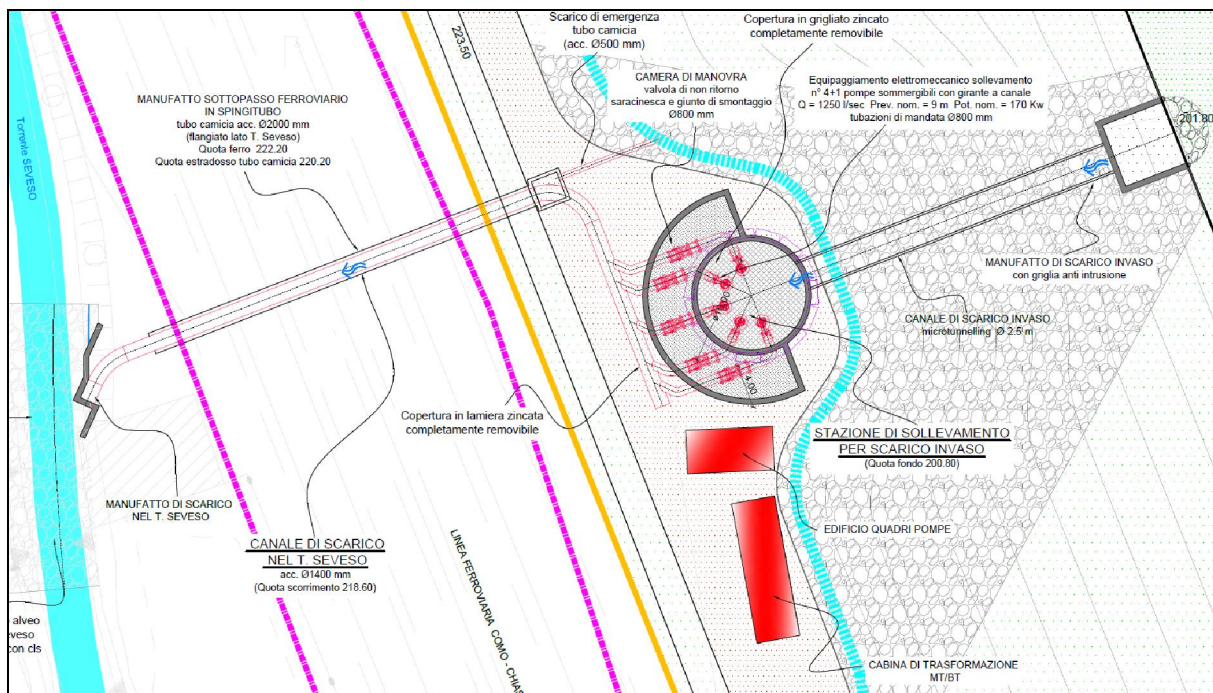 Scarico di emergenza
tubo camicia
(acc. Ø500 mm)
Copertura in grigliato zincato
completamente removibile
223.50
CAMERA DI MANOVRA
valvola di non ritorno
saracinesca e giunto di smontaggio
Ø800 mm
Equipaggiamento elettromeccanico sollevamento
n° 4+1 pompe sommergibili con girante a canale
Q = 1250 l/sec Prev. nom. = 9 m Pot. nom. = 170 Kw
tubazioni di mandata Ø800 mm
201.80
MANUFATTO SOTTOPASSO FERROVIARIO
IN SPINGITUBO
tubo camicia acc. Ø2000 mm
(flangiato lato T. Seveso)
Quota ferro 222.20
Quota estradosso tubo camicia 220.20
Torrente SEVESO
MANUFATTO DI SCARICO INVASO
con griglia anti intrusione
CANALE DI SCARICO INVASO
microtunnelling Ø 2.5 m
4.00
Copertura in lamiera zincata
completamente removibile
STAZIONE DI SOLLEVAMENTO
PER SCARICO INVASO
(Quota fondo 200.80)
MANUFATTO DI SCARICO
NEL T. SEVESO
EDIFICIO QUADRI POMPE
CANALE DI SCARICO
NEL T. SEVESO
acc. Ø1400 mm
(Quota scorrimento 218.60)
LINEA FERROVIARIA COMO - CHIAS
alveo
eveso
con cls
CABINA DI TRASFORMAZIONE
MT/BT